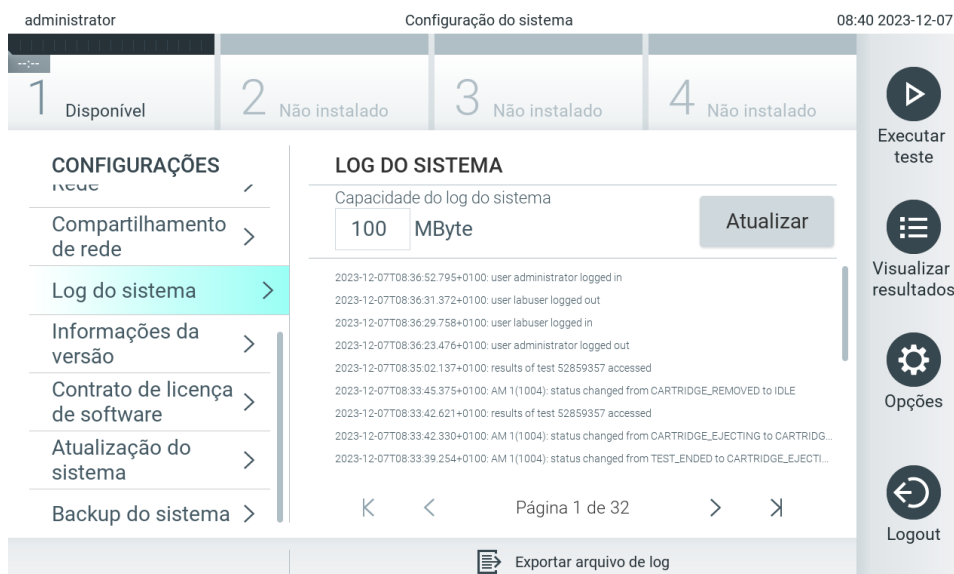 administrator
Configuração do sistema
08:40 2023-12-07
--:--
1 Disponível
2 Não instalado
3 Não instalado
4 Não instalado
Executar
teste
Visualizar
resultados
Opções
Logout
CONFIGURAÇÕES
Rede
Compartilhamento
de rede
Log do sistema
Informações da
versão
Contrato de licença
de software
Atualização do
sistema
Backup do sistema
LOG DO SISTEMA
Capacidade do log do sistema
100 MByte
Atualizar
2023-12-07T08:36:52.795+0100: user administrator logged in
2023-12-07T08:36:31.372+0100: user labuser logged out
2023-12-07T08:36:29.758+0100: user labuser logged in
2023-12-07T08:36:23.476+0100: user administrator logged out
2023-12-07T08:35:02.137+0100: results of test 52859357 accessed
2023-12-07T08:33:45.375+0100: AM 1(1004): status changed from CARTRIDGE_REMOVED to IDLE
2023-12-07T08:33:42.621+0100: results of test 52859357 accessed
2023-12-07T08:33:42.330+0100: AM 1(1004): status changed from CARTRIDGE_EJECTING to CARTRIDG...
2023-12-07T08:33:39.254+0100: AM 1(1004): status changed from TEST_ENDED to CARTRIDGE_EJECTI...
Página 1 de 32
Exportar arquivo de log